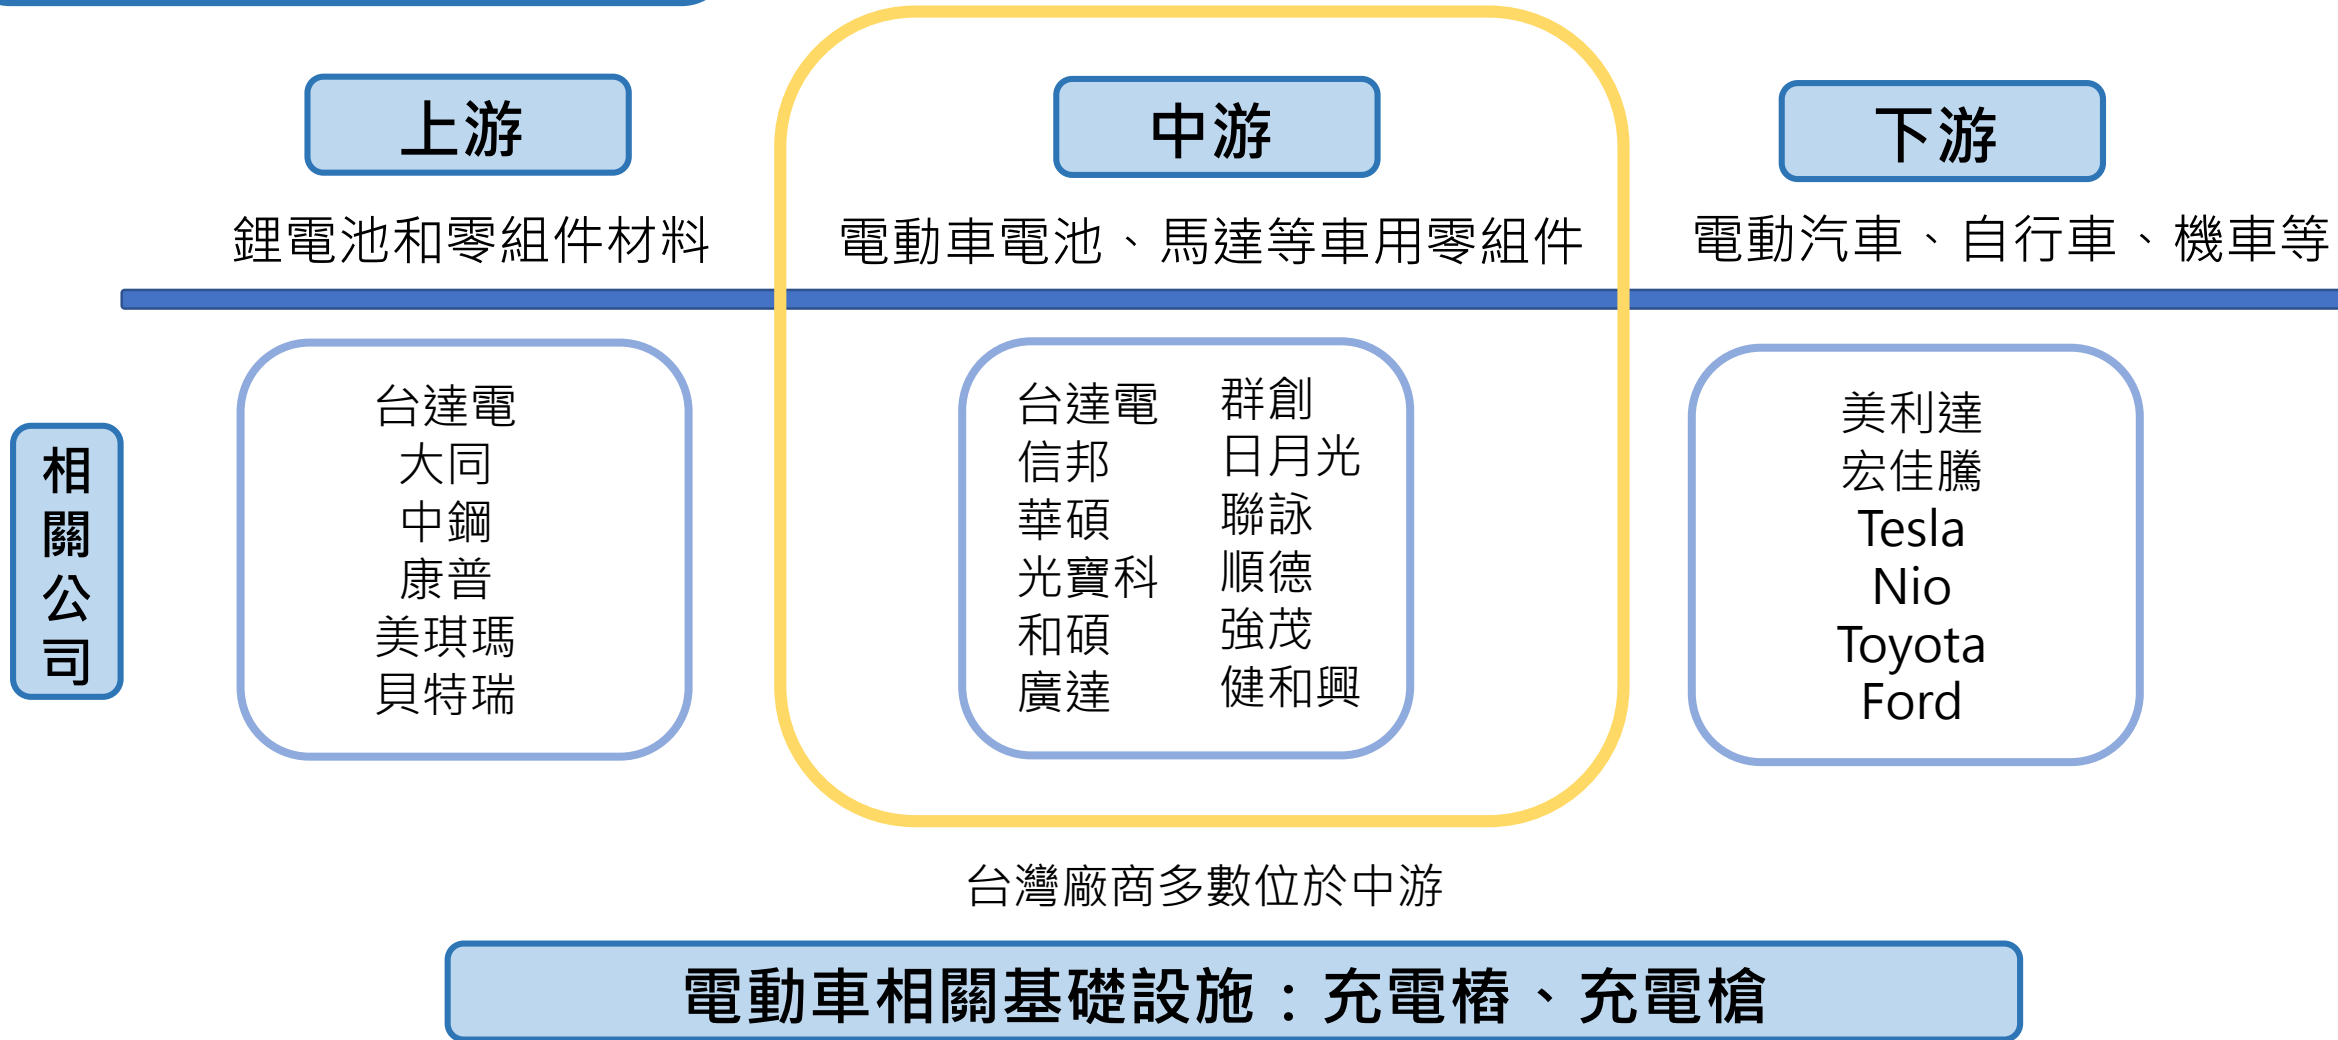 上游
鋰電池和零組件材料
中游
電動車電池、馬達等車用零組件
下游
電動汽車、自行車、機車等
相關公司
台達電
大同
中鋼
康普
美琪瑪
貝特瑞
台達電
信邦
華碩
光寶科
和碩
廣達
群創
日月光
聯詠
順德
強茂
健和興
美利達
宏佳騰
Tesla
Nio
Toyota
Ford
台灣廠商多數位於中游
電動車相關基礎設施：充電樁、充電槍